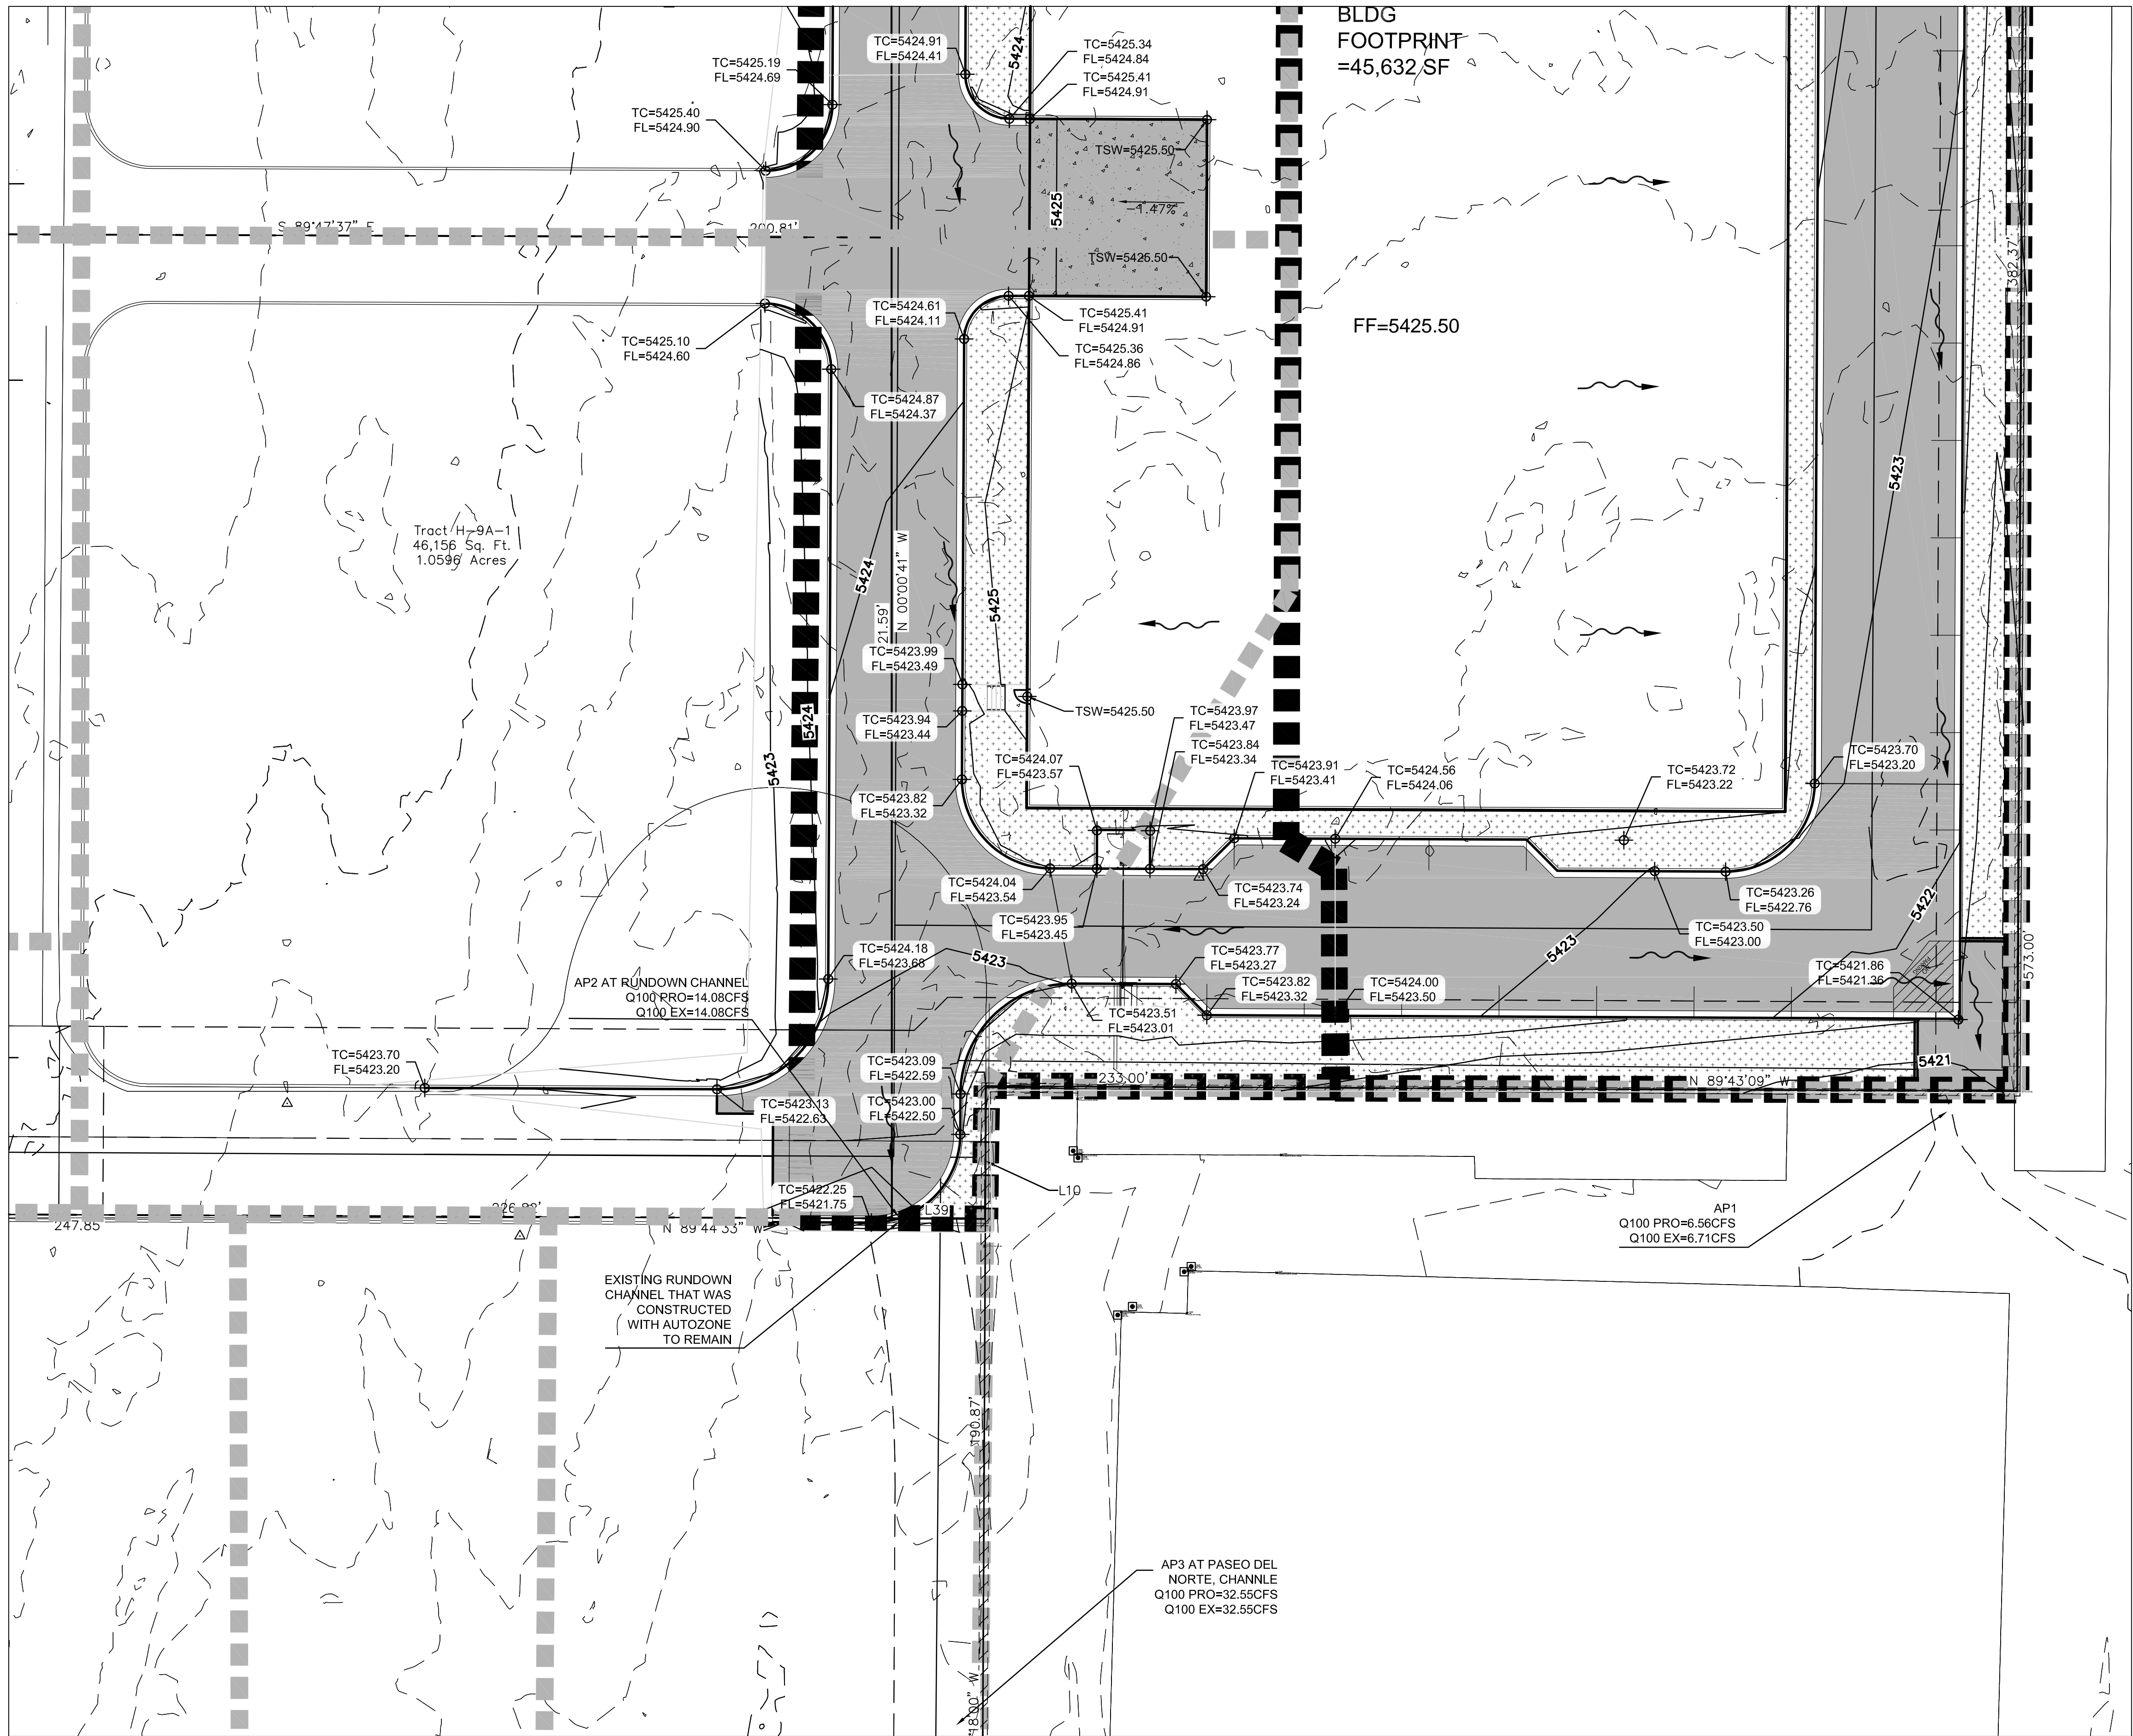 BLDG
FOOTPRINT
=45,632 SF
TC=5424.91
FL=5424.41
TC=5425.34
FL=5424.84
TC=5425.41
FL=5424.91
TC=5425.19
FL=5424.69
TC=5425.40
FL=5424.90
5424
TSW=5425.50
5425
-1.47%
TSW=5425.50
S 89°47'37" E
200.81'
382.37'
TC=5424.61
FL=5424.11
TC=5425.41
FL=5424.91
TC=5425.36
FL=5424.86
FF=5425.50
TC=5425.10
FL=5424.60
TC=5424.87
FL=5424.37
5423
Tract H-9A-1
46,156 Sq. Ft.
1.0596 Acres
5424
N 00°00'41" W
21.59'
5425
TC=5423.99
FL=5423.49
TSW=5425.50
TC=5423.94
FL=5423.44
TC=5423.97
FL=5423.47
TC=5423.84
FL=5423.34
5424
5423
TC=5424.07
FL=5423.57
TC=5423.91
FL=5423.41
TC=5424.56
FL=5424.06
TC=5423.72
FL=5423.22
TC=5423.70
FL=5423.20
TC=5423.82
FL=5423.32
TC=5424.04
FL=5423.54
TC=5423.74
FL=5423.24
TC=5423.26
FL=5422.76
5422
TC=5423.95
FL=5423.45
TC=5423.50
FL=5423.00
TC=5424.18
FL=5423.68
5423
TC=5423.77
FL=5423.27
5423
573.00'
AP2 AT RUNDOWN CHANNEL
Q100 PRO=14.08CFS
Q100 EX=14.08CFS
TC=5423.82
FL=5423.32
TC=5424.00
FL=5423.50
TC=5421.86
FL=5421.36
TC=5423.51
FL=5423.01
TC=5423.70
FL=5423.20
TC=5423.09
FL=5422.59
5421
233.00'
N 89°43'09" W
TC=5423.13
FL=5422.63
TC=5423.00
FL=5422.50
TC=5422.25
FL=5421.75
L10
L39
247.85
N 89°44'33" W
AP1
Q100 PRO=6.56CFS
Q100 EX=6.71CFS
EXISTING RUNDOWN
CHANNEL THAT WAS
CONSTRUCTED
WITH AUTOZONE
TO REMAIN
190.87'
AP3 AT PASEO DEL
NORTE, CHANNLE
Q100 PRO=32.55CFS
Q100 EX=32.55CFS
18'00" W